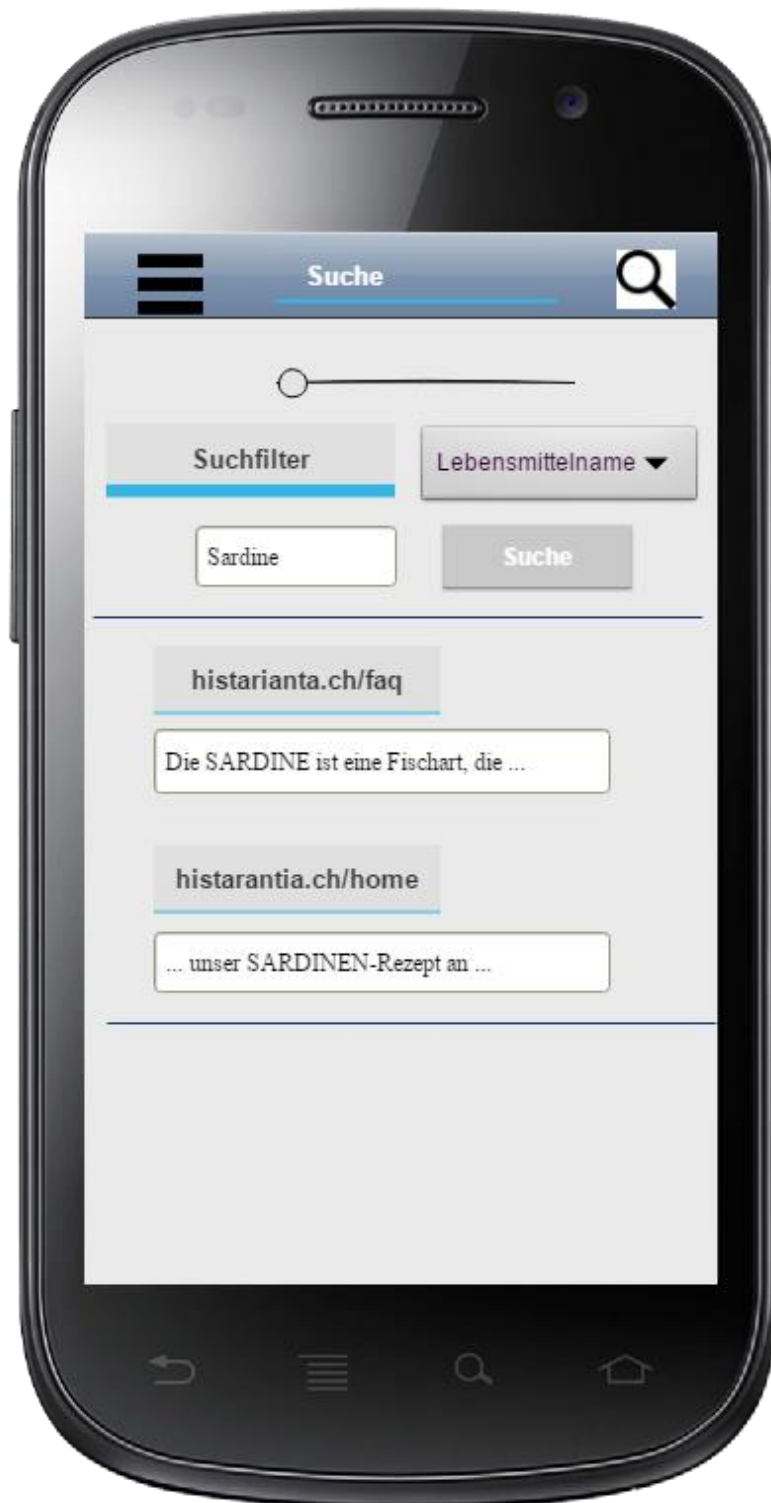 Suche
Suchfilter
Lebensmittelname
Sardine
Suche
histarianta.ch/faq
Die SARDINE ist eine Fischart, die ...
histarantia.ch/home
... unser SARDINEN-Rezept an ...